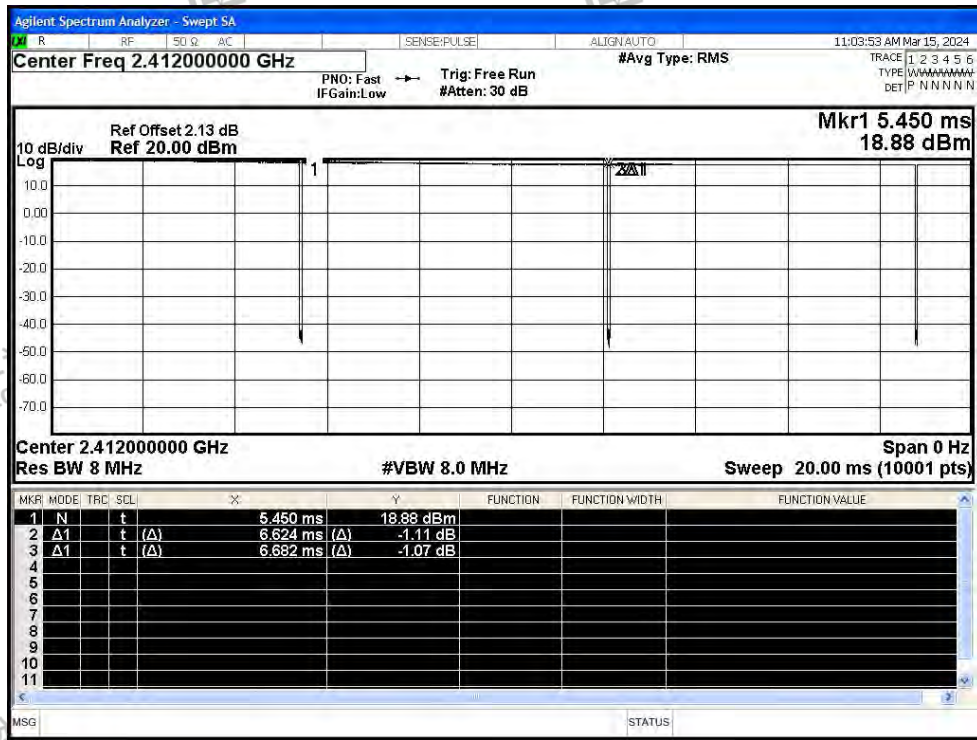 Agilent Spectrum Analyzer - Swept SA
LXI R RF 50 Ω AC SENSE:PULSE ALIGN AUTO 11:03:53 AM Mar 15, 2024
Center Freq 2.412000000 GHz
#Avg Type: RMS
TRACE 1 2 3 4 5 6
TYPE
DET P N N N N N
PNO: Fast
IFGain:Low
Trig: Free Run
#Atten: 30 dB
Mkr1 5.450 ms
18.88 dBm
Ref Offset 2.13 dB
Ref 20.00 dBm
10 dB/div
Log
1
10.0
0.00
-10.0
-20.0
-30.0
-40.0
-50.0
-60.0
-70.0
Center 2.412000000 GHz Span 0 Hz
Res BW 8 MHz #VBW 8.0 MHz Sweep 20.00 ms (10001 pts)
MKR MODE TRC SCL X Y FUNCTION FUNCTION WIDTH FUNCTION VALUE
1 N t 5.450 ms 18.88 dBm
2 Δ1 t (Δ) 6.624 ms (Δ) -1.11 dB
3 Δ1 t (Δ) 6.682 ms (Δ) -1.07 dB
4
5
6
7
8
9
10
11
MSG STATUS